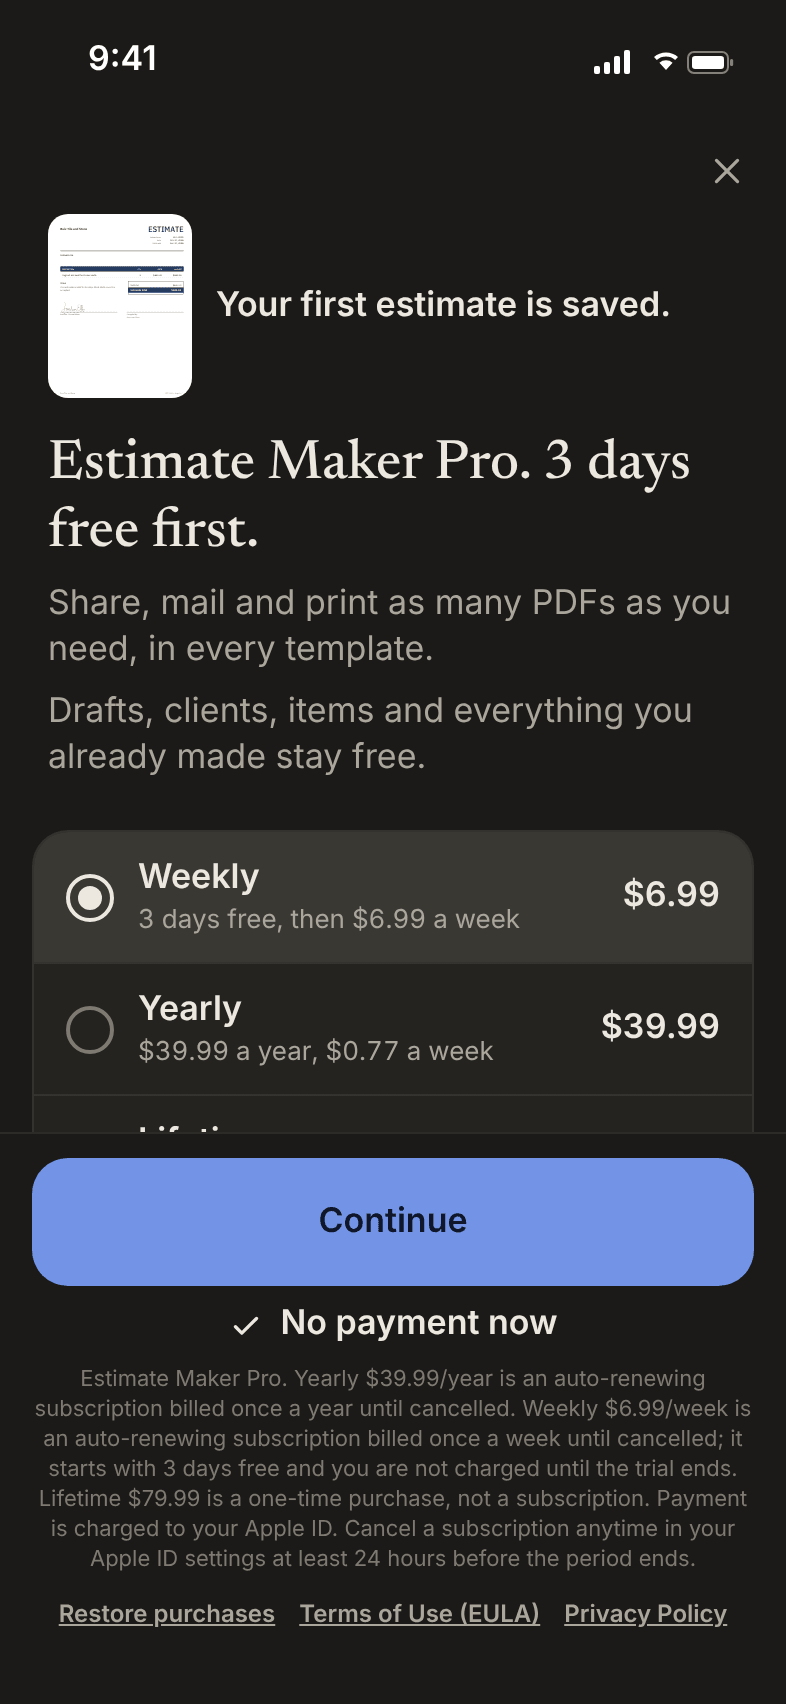 9:41
ESTIMATE
Your first estimate is saved.
Estimate Maker Pro. 3 days
free first.
Share, mail and print as many PDFs as you
need, in every template.
Drafts, clients, items and everything you
already made stay free.
Weekly
$6.99
3 days free, then $6.99 a week
Yearly
$39.99
$39.99 a year, $0.77 a week
Continue
No payment now
Estimate Maker Pro. Yearly $39.99/year is an auto-renewing
subscription billed once a year until cancelled. Weekly $6.99/week is
an auto-renewing subscription billed once a week until cancelled; it
starts with 3 days free and you are not charged until the trial ends.
Lifetime $79.99 is a one-time purchase, not a subscription. Payment
is charged to your Apple ID. Cancel a subscription anytime in your
Apple ID settings at least 24 hours before the period ends.
Restore purchases Terms of Use (EULA) Privacy Policy